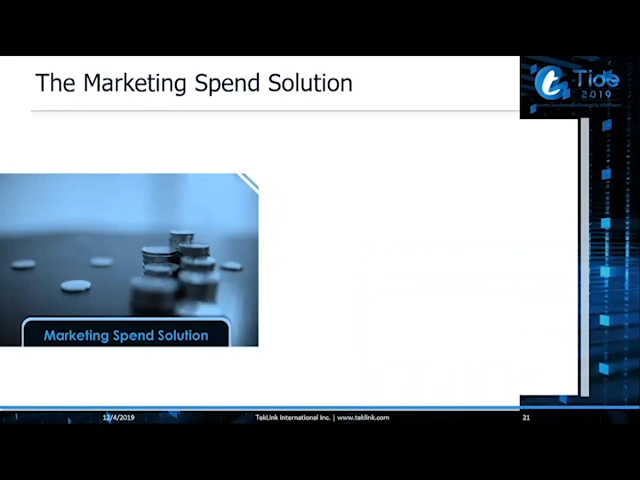 The Marketing Spend Solution
Tide
2019
Marketing Spend Solution
12/4/2019
TekLink International Inc. | www.teklink.com
21